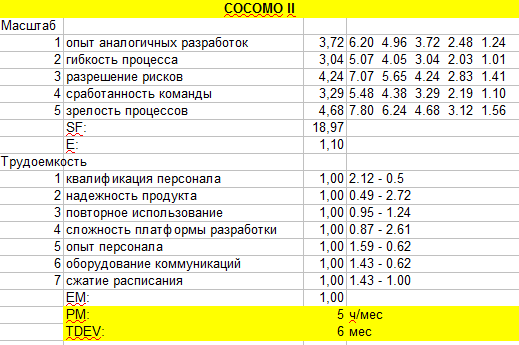 COCOMO II
Масштаб
1 опыт аналогичных разработок 3,72 6.20 4.96 3.72 2.48 1.24
2 гибкость процесса 3,04 5.07 4.05 3.04 2.03 1.01
3 разрешение рисков 4,24 7.07 5.65 4.24 2.83 1.41
4 сработанность команды 3,29 5.48 4.38 3.29 2.19 1.10
5 зрелость процессов 4,68 7.80 6.24 4.68 3.12 1.56
SF: 18,97
E: 1,10
Трудоемкость
1 квалификация персонала 1,00 2.12 - 0.5
2 надежность продукта 1,00 0.49 - 2.72
3 повторное использование 1,00 0.95 - 1.24
4 сложность платформы разработки 1,00 0.87 - 2.61
5 опыт персонала 1,00 1.59 - 0.62
6 оборудование коммуникаций 1,00 1.43 - 0.62
7 сжатие расписания 1,00 1.43 - 1.00
EM: 1,00
PM: 5 ч/мес
TDEV: 6 мес